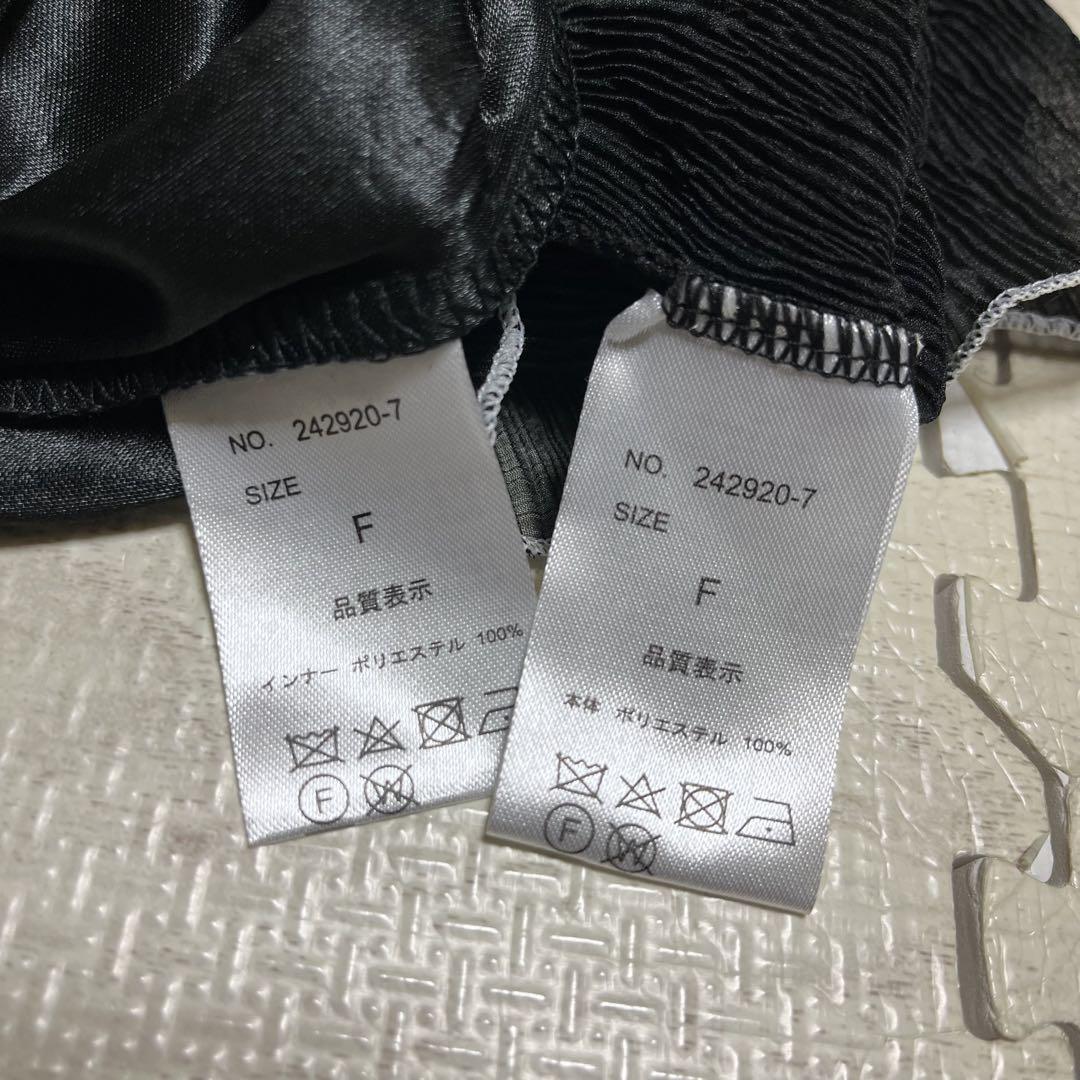 NO. 242920-7
SIZE
F
品質表示
インナー ポリエステル 100%
F
W
NO. 242920-7
SIZE
F
品質表示
本体 ポリエステル 100%
F
W